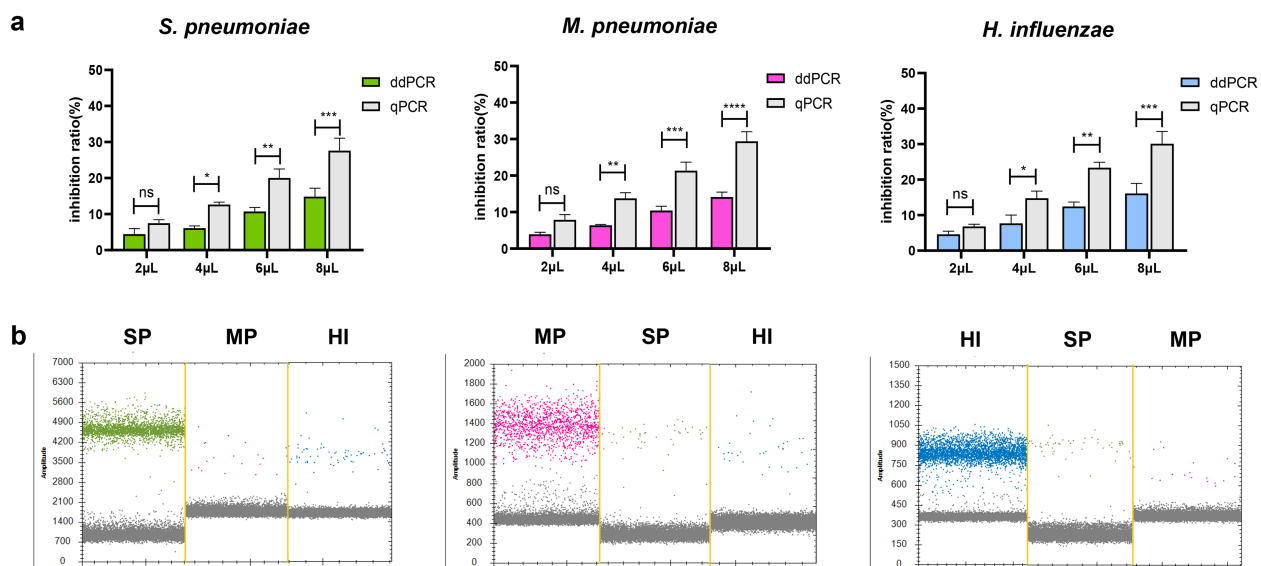 a
S. pneumoniae
M. pneumoniae
H. influenzae
inhibition ratio(%)
50
40
30
20
10
0
ns
*
**
***
2μL
4μL
6μL
8μL
ddPCR
qPCR
inhibition ratio(%)
50
40
30
20
10
0
ns
**
***
****
2μL
4μL
6μL
8μL
ddPCR
qPCR
inhibition ratio(%)
50
40
30
20
10
0
ns
*
**
***
2μL
4μL
6μL
8μL
ddPCR
qPCR
b
SP MP HI
Amplitude
7000
6300
5600
4900
4200
3500
2800
2100
1400
700
0
MP SP HI
Amplitude
2000
1800
1600
1400
1200
1000
800
600
400
200
0
HI SP MP
Amplitude
1500
1350
1200
1050
900
750
600
450
300
150
0